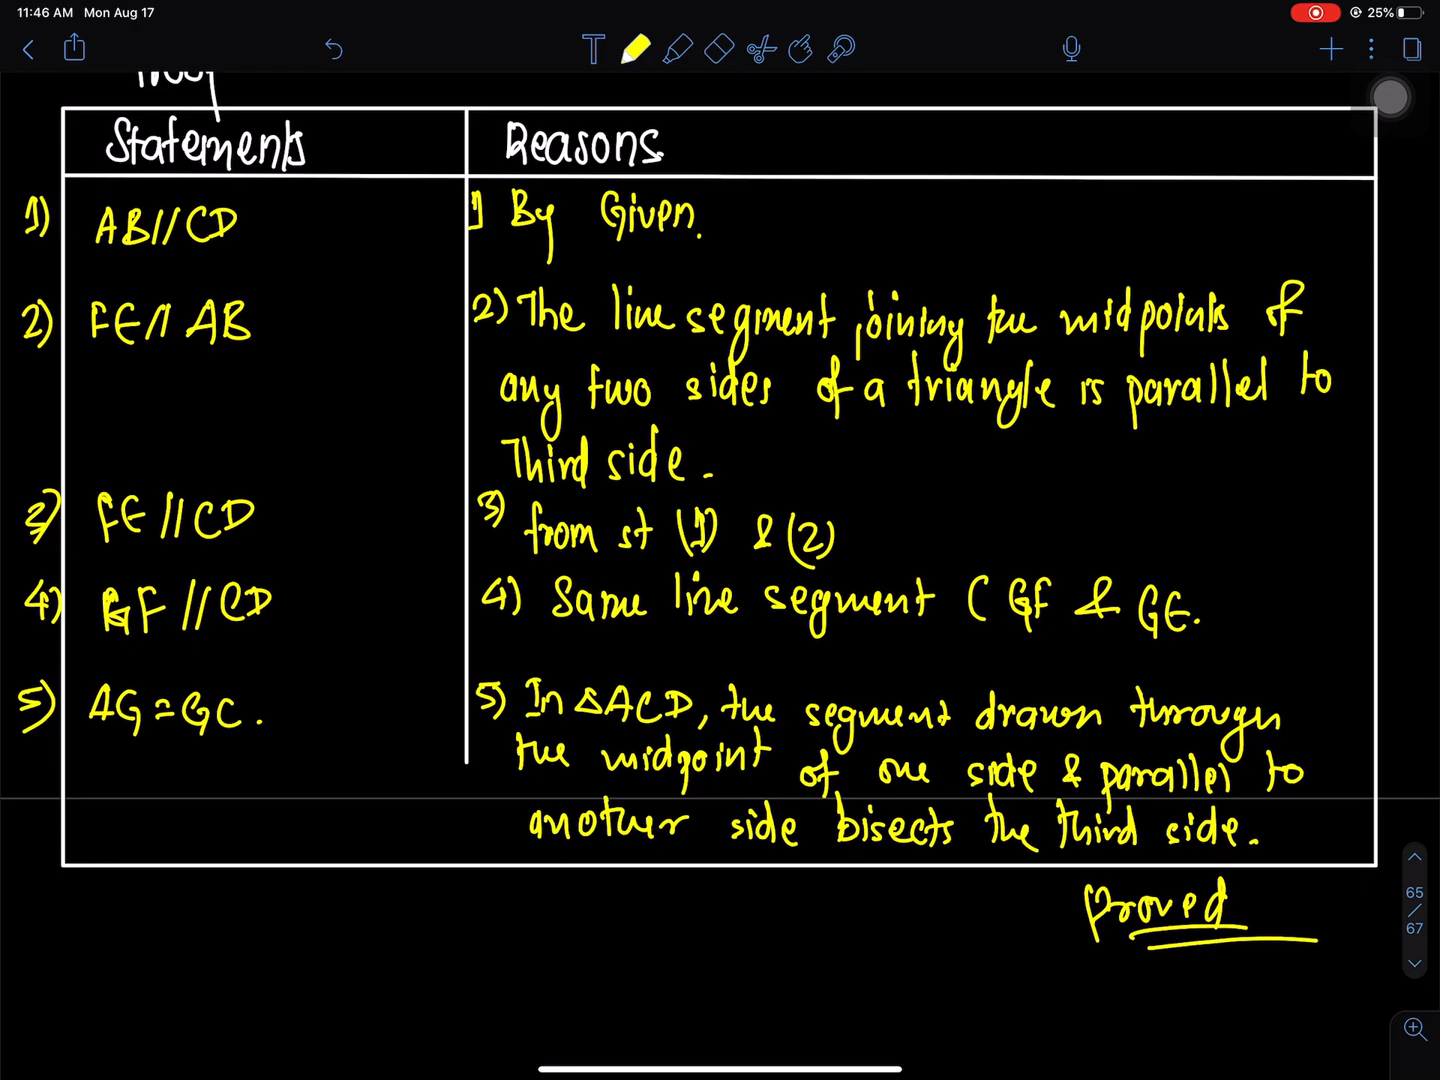 11:46 AM Mon Aug 17
25%
Proof
Statements
Reasons
1) AB//CD
1) By Given.
2) FE// AB
2) The line segment joining the midpoints of
any two sides of a triangle is parallel to
Third side.
3) FE //CD
3) from st (1) & (2)
4) GF //CD
4) Same line segment ( GF & GE.
5) AG=GC.
5) In △ACD, the segment drawn through
the midpoint of one side & parallel to
another side bisects the third side.
Proved
65
/
67